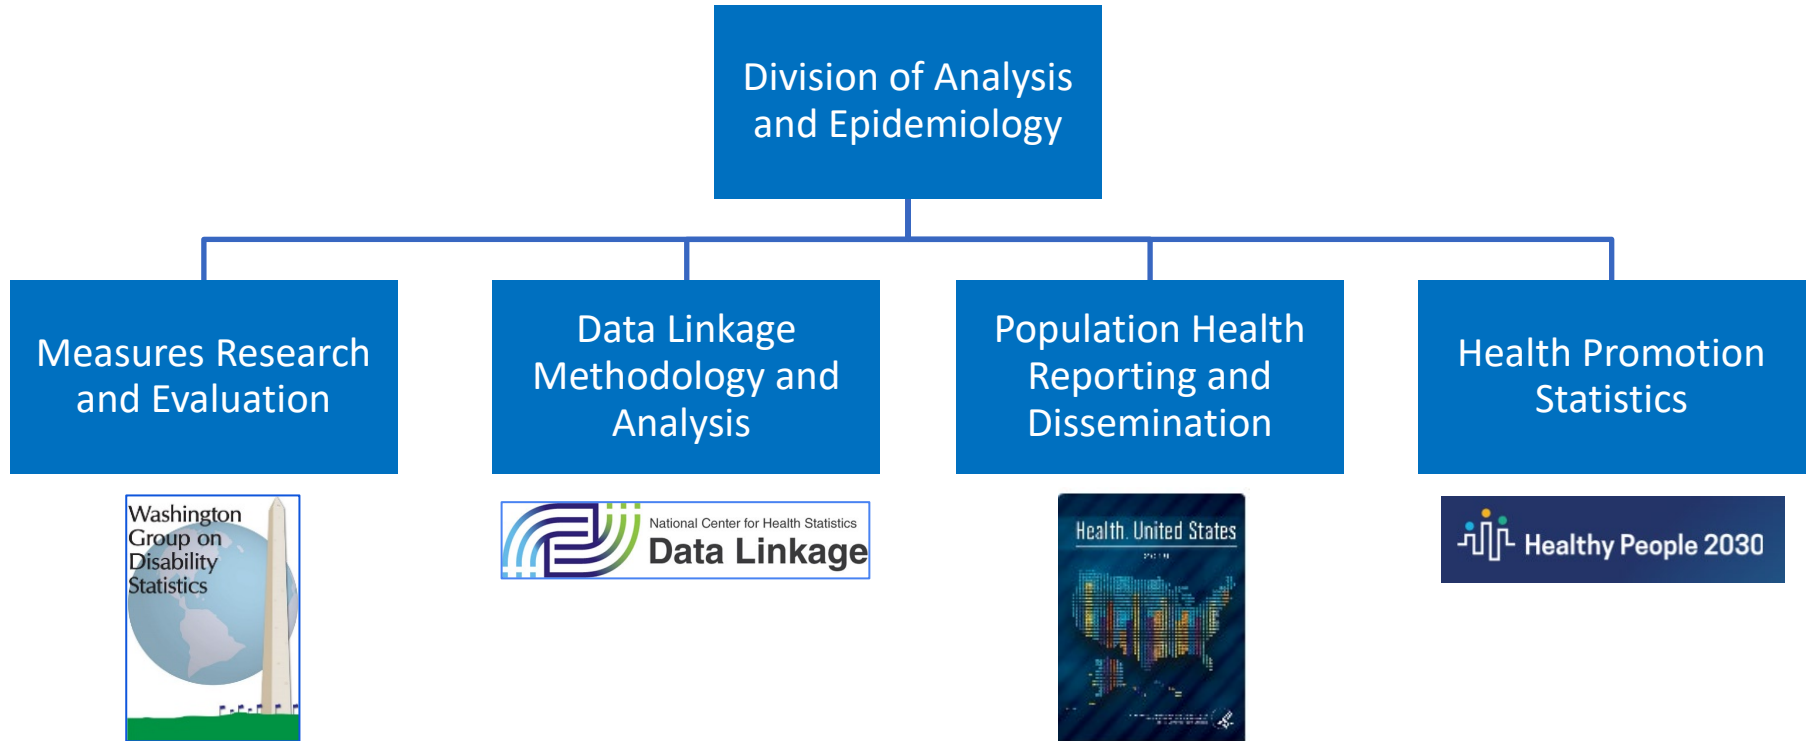 Division of Analysis
and Epidemiology
Measures Research
and Evaluation
Data Linkage
Methodology and
Analysis
Population Health
Reporting and
Dissemination
Health Promotion
Statistics
Washington
Group on
Disability
Statistics
National Center for Health Statistics
Data Linkage
Health, United States
Healthy People 2030